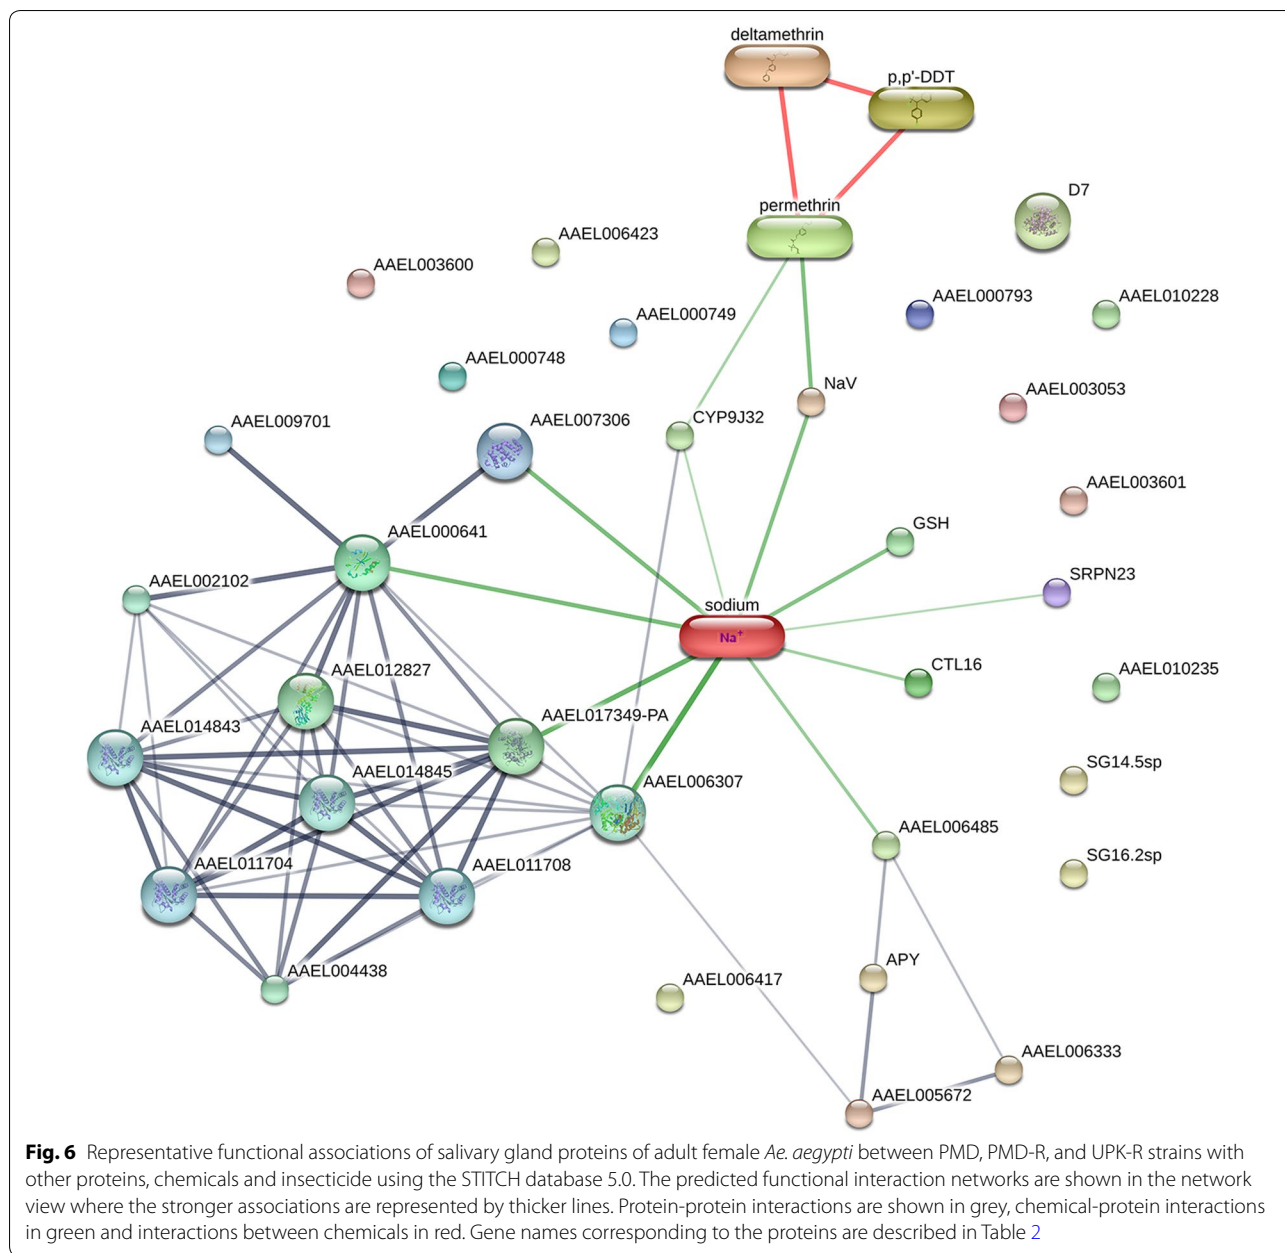 deltamethrin
p,p'-DDT
D7
permethrin
AAEL006423
AAEL003600
AAEL000793
AAEL010228
AAEL000749
AAEL000748
NaV
AAEL003053
CYP9J32
AAEL009701
AAEL007306
AAEL003601
GSH
AAEL000641
SRPN23
AAEL002102
sodium
Na+
CTL16
AAEL010235
AAEL012827
AAEL017349-PA
AAEL014843
SG14.5sp
AAEL014845
AAEL006307
AAEL006485
SG16.2sp
AAEL011704
AAEL011708
APY
AAEL004438
AAEL006417
AAEL006333
AAEL005672
Fig. 6 Representative functional associations of salivary gland proteins of adult female Ae. aegypti between PMD, PMD-R, and UPK-R strains with
other proteins, chemicals and insecticide using the STITCH database 5.0. The predicted functional interaction networks are shown in the network
view where the stronger associations are represented by thicker lines. Protein-protein interactions are shown in grey, chemical-protein interactions
in green and interactions between chemicals in red. Gene names corresponding to the proteins are described in Table 2